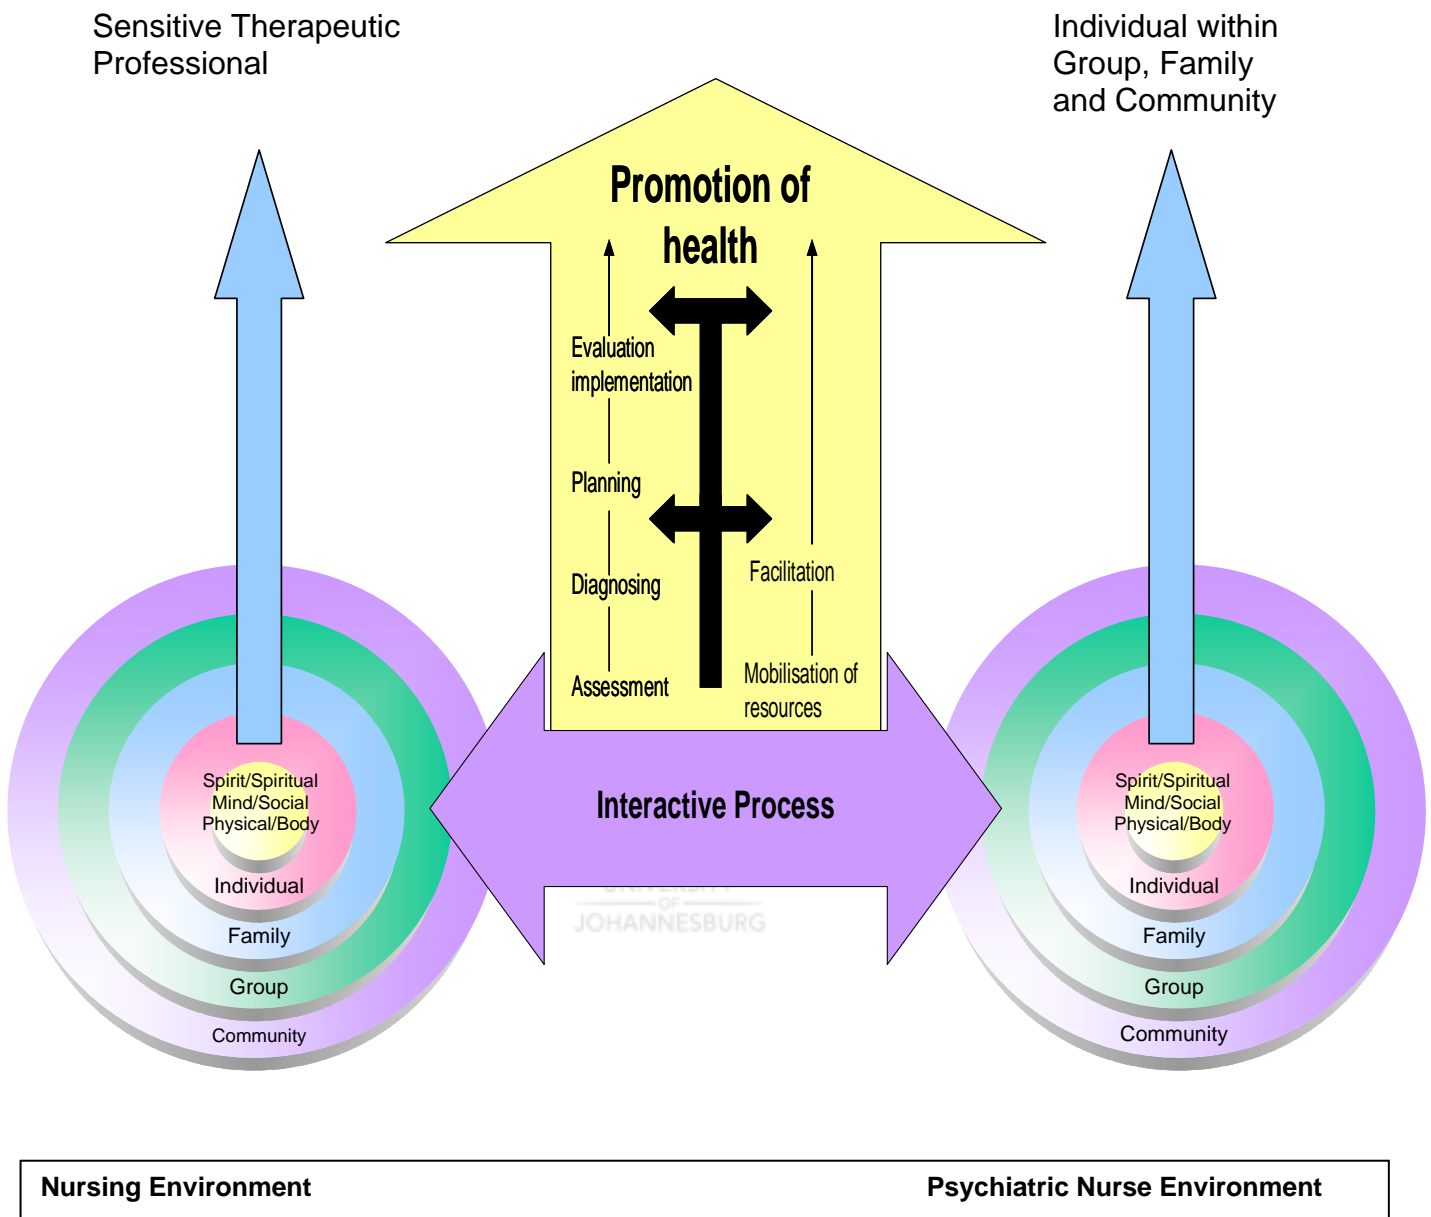 Sensitive Therapeutic
Professional
Individual within
Group, Family
and Community
Promotion of
health
Evaluation
implementation
Planning
Diagnosing
Assessment
Facilitation
Mobilisation of
resources
Interactive Process
Spirit/Spiritual
Mind/Social
Physical/Body
Individual
Family
Group
Community
Spirit/Spiritual
Mind/Social
Physical/Body
Individual
Family
Group
Community
UNIVERSITY
OF
JOHANNESBURG
Nursing Environment
Psychiatric Nurse Environment